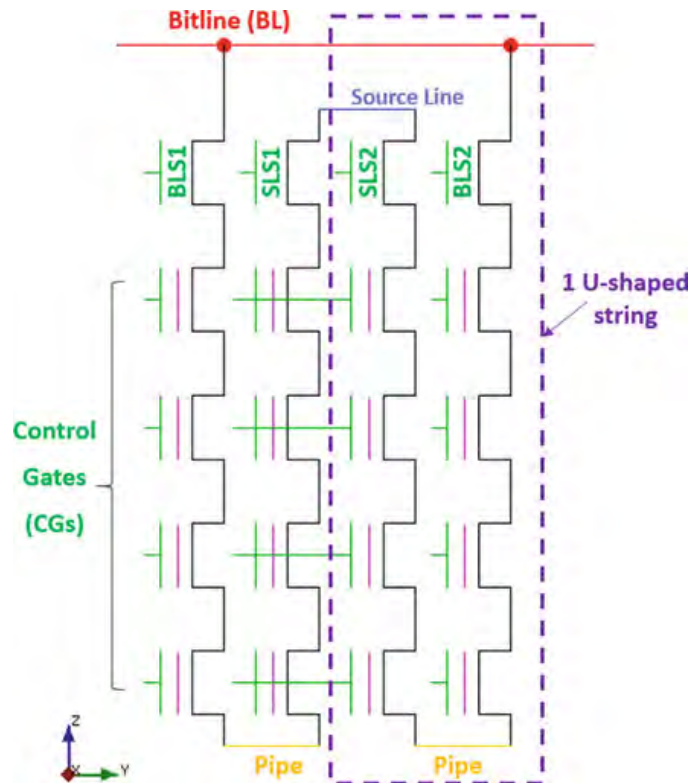 Bitline (BL)
Source Line
BLS1
SLS1
SLS2
BLS2
1 U-shaped
string
Control
Gates
(CGs)
Z
X
Y
Pipe
Pipe